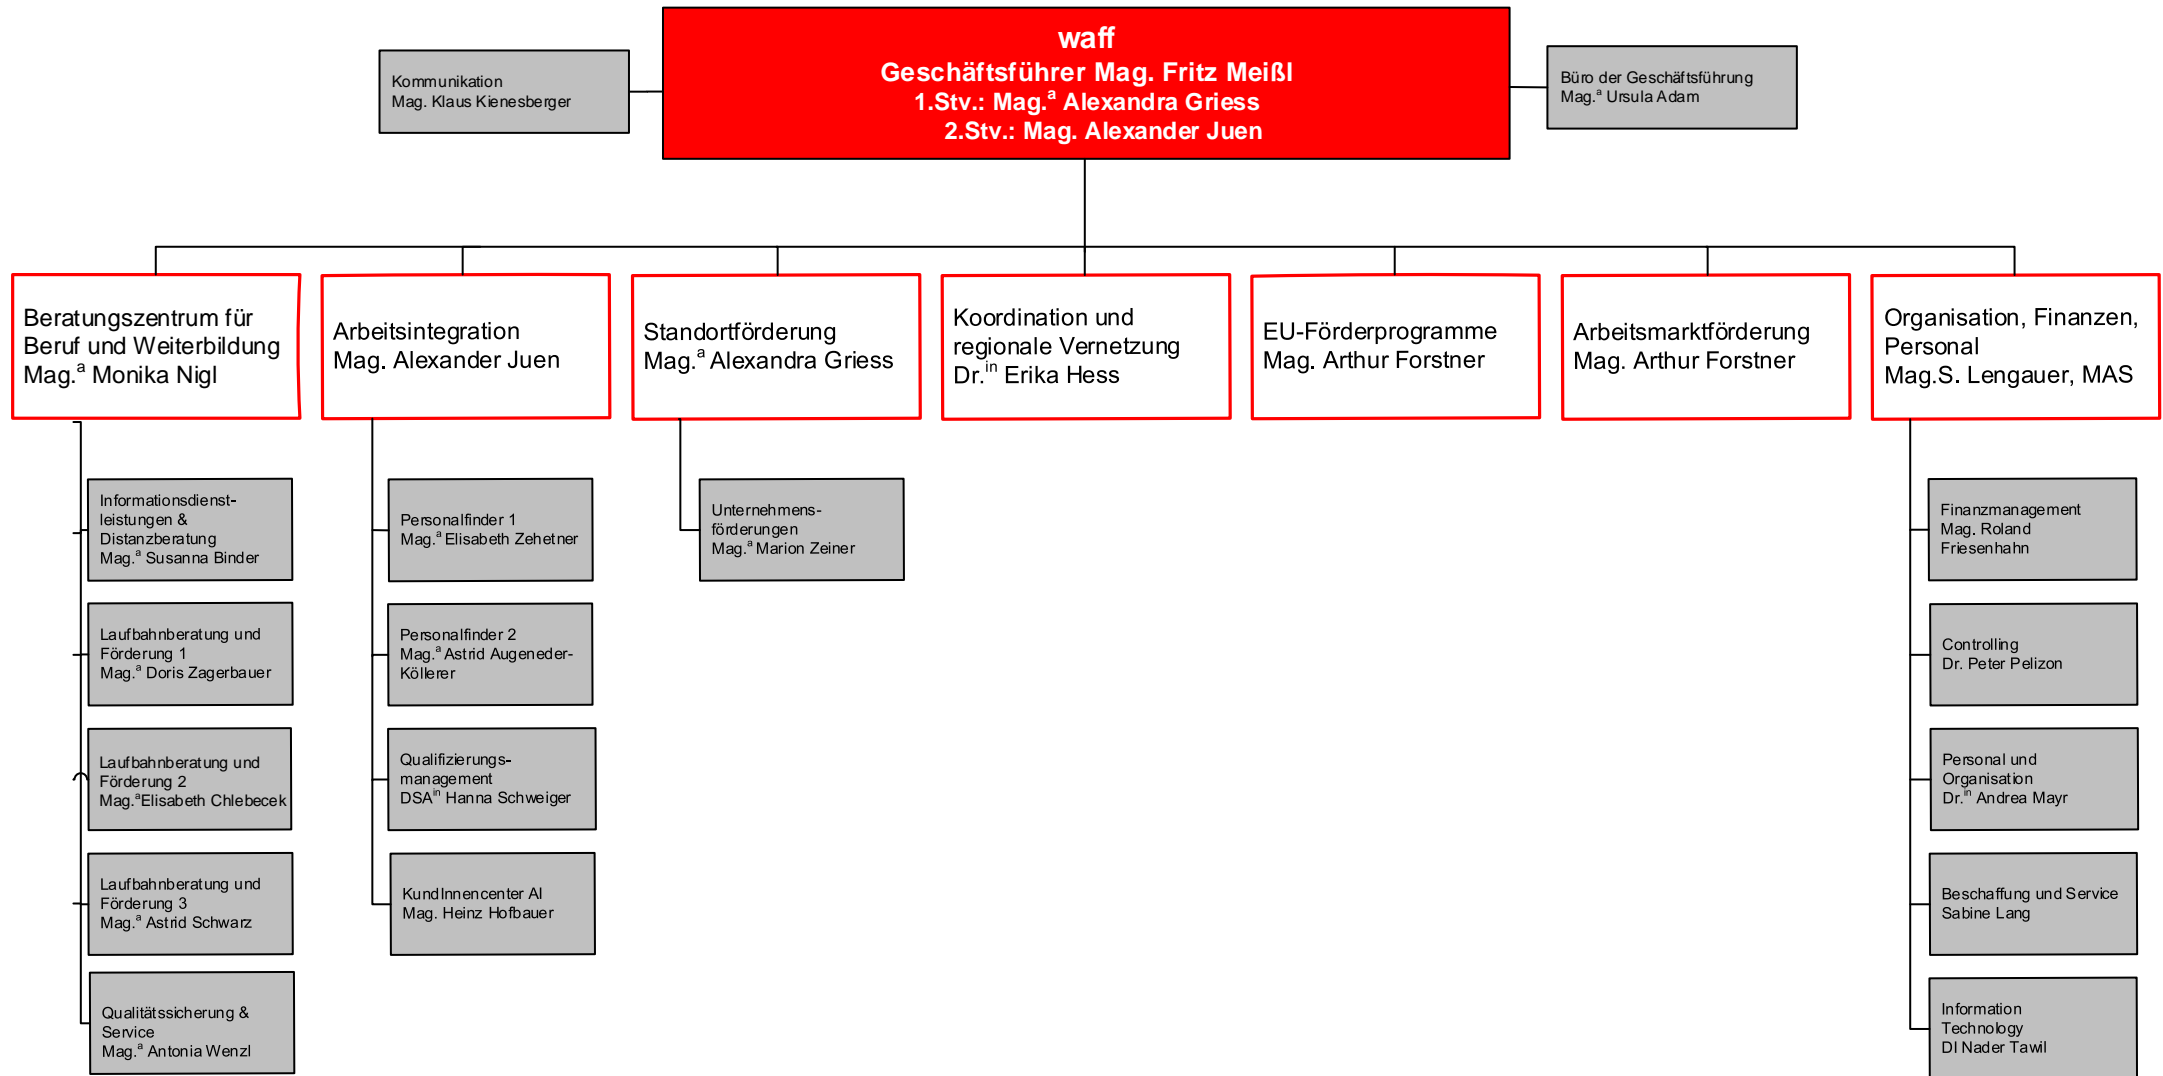 waff
Geschäftsführer Mag. Fritz Meißl
1.Stv.: Mag.ª Alexandra Griess
2.Stv.: Mag. Alexander Juen
Kommunikation
Mag. Klaus Kienesberger
Büro der Geschäftsführung
Mag.ª Ursula Adam
Beratungszentrum für
Beruf und Weiterbildung
Mag.ª Monika Nigl
Arbeitsintegration
Mag. Alexander Juen
Standortförderung
Mag.ª Alexandra Griess
Koordination und
regionale Vernetzung
Dr.ⁱⁿ Erika Hess
EU-Förderprogramme
Mag. Arthur Forstner
Arbeitsmarktförderung
Mag. Arthur Forstner
Organisation, Finanzen,
Personal
Mag.S. Lengauer, MAS
Informationsdienst-
leistungen &
Distanzberatung
Mag.ª Susanna Binder
Laufbahnberatung und
Förderung 1
Mag.ª Doris Zagerbauer
Laufbahnberatung und
Förderung 2
Mag.ªElisabeth Chlebecek
Laufbahnberatung und
Förderung 3
Mag.ª Astrid Schwarz
Qualitätssicherung &
Service
Mag.ª Antonia Wenzl
Personalfinder 1
Mag.ª Elisabeth Zehetner
Personalfinder 2
Mag.ª Astrid Augeneder-
Köllerer
Qualifizierungs-
management
DSAⁱⁿ Hanna Schweiger
KundInnencenter AI
Mag. Heinz Hofbauer
Unternehmens-
förderungen
Mag.ª Marion Zeiner
Finanzmanagement
Mag. Roland
Friesenhahn
Controlling
Dr. Peter Pelizon
Personal und
Organisation
Dr.ⁱⁿ Andrea Mayr
Beschaffung und Service
Sabine Lang
Information
Technology
DI Nader Tawil